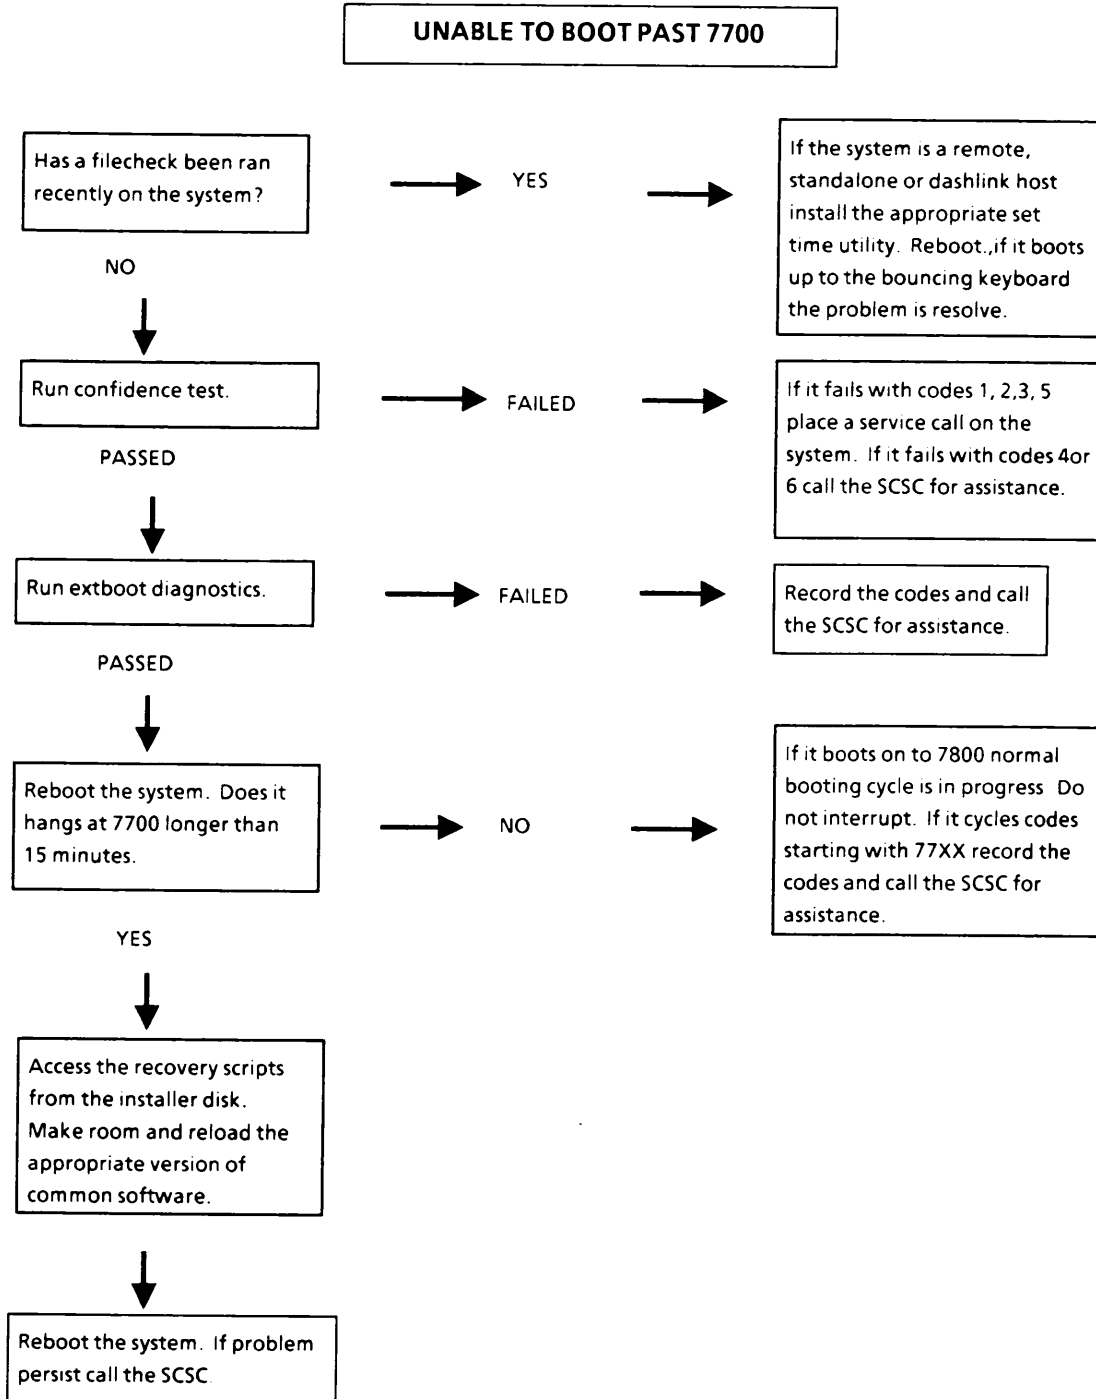 UNABLE TO BOOT PAST 7700
Has a filecheck been ran
recently on the system?
YES
If the system is a remote,
standalone or dashlink host
install the appropriate set
time utility. Reboot.,if it boots
up to the bouncing keyboard
the problem is resolve.
NO
Run confidence test.
FAILED
If it fails with codes 1, 2,3, 5
place a service call on the
system. If it fails with codes 4or
6 call the SCSC for assistance.
PASSED
Run extboot diagnostics.
FAILED
Record the codes and call
the SCSC for assistance.
PASSED
Reboot the system. Does it
hangs at 7700 longer than
15 minutes.
NO
If it boots on to 7800 normal
booting cycle is in progress Do
not interrupt. If it cycles codes
starting with 77XX record the
codes and call the SCSC for
assistance.
YES
Access the recovery scripts
from the installer disk.
Make room and reload the
appropriate version of
common software.
Reboot the system. If problem
persist call the SCSC.